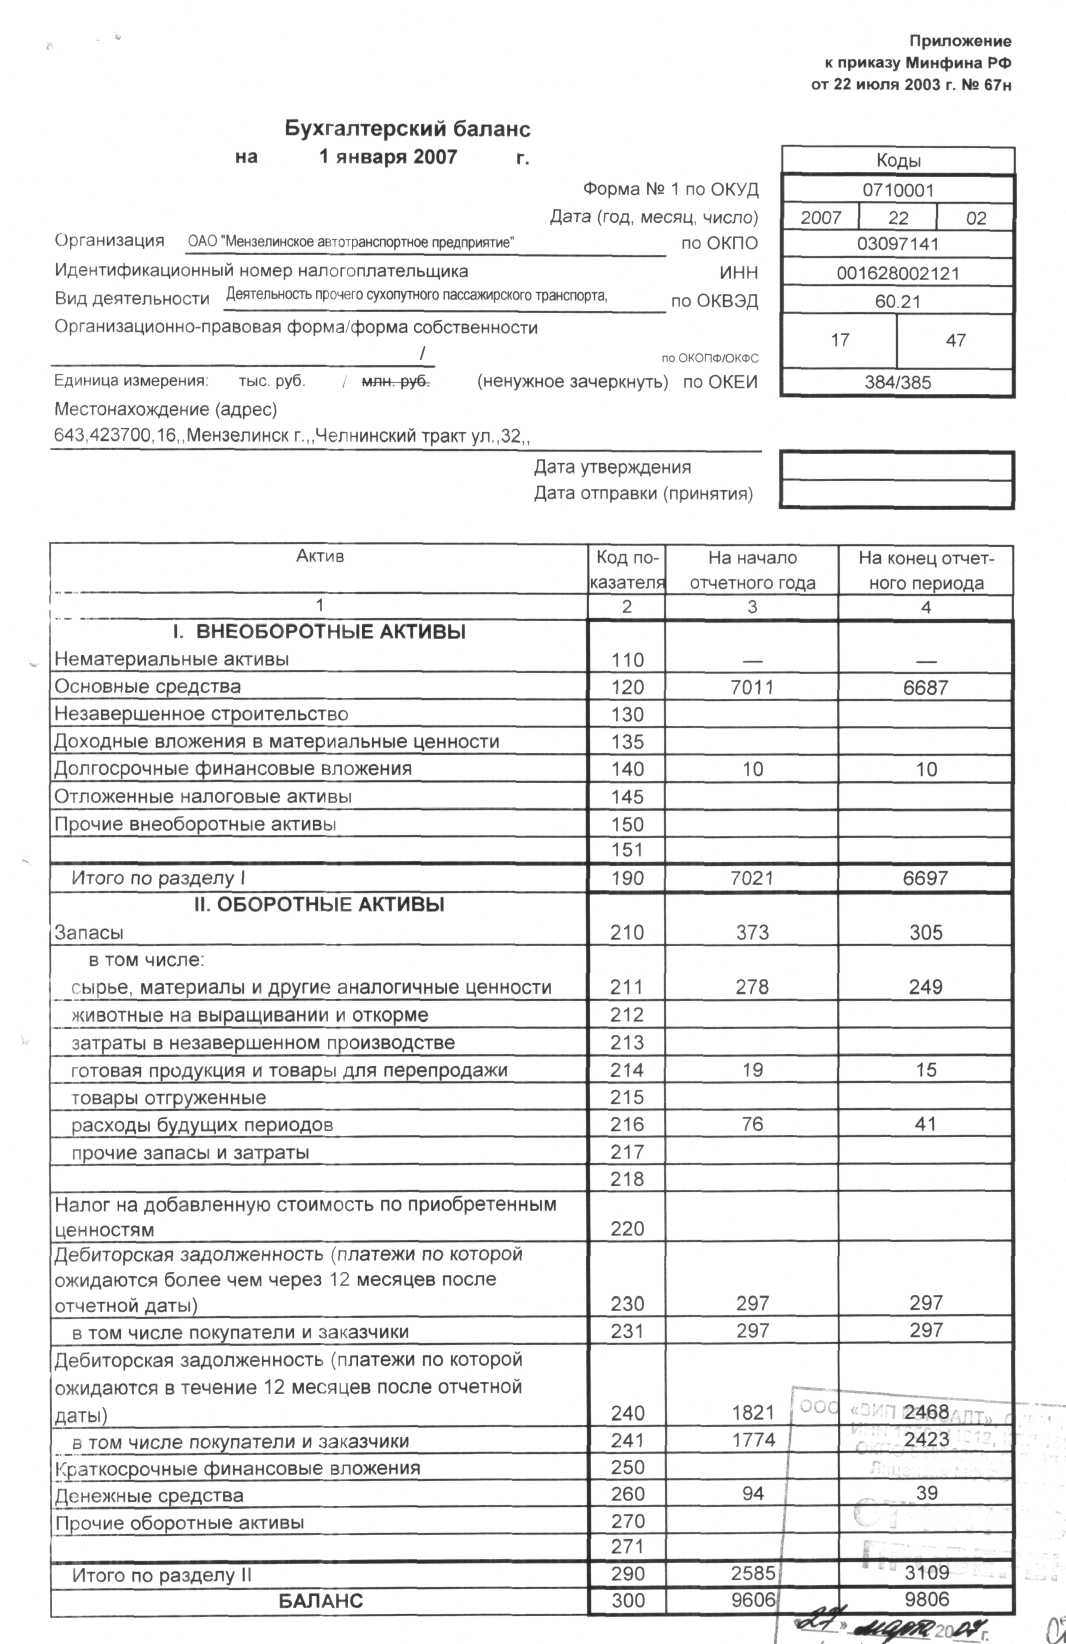 Приложение
к приказу Минфина РФ
от 22 июля 2003 г. № 67н
Бухгалтерский баланс
на 1 января 2007 г.
Коды
Форма № 1 по ОКУД 0710001
Дата (год, месяц, число) 2007 22 02
Организация ОАО "Мензелинское автотранспортное предприятие" по ОКПО 03097141
Идентификационный номер налогоплательщика ИНН 001628002121
Вид деятельности Деятельность прочего сухопутного пассажирского транспорта, по ОКВЭД 60.21
Организационно-правовая форма/форма собственности
/ по ОКОПФ/ОКФС 17 47
Единица измерения: тыс. руб. / млн. руб. (ненужное зачеркнуть) по ОКЕИ 384/385
Местонахождение (адрес)
643,423700,16,,Мензелинск г.,,Челнинский тракт ул.,32,,
Дата утверждения
Дата отправки (принятия)
Актив Код по- На начало На конец отчет-
казателя отчетного года ного периода
1 2 3 4
I. ВНЕОБОРОТНЫЕ АКТИВЫ
Нематериальные активы 110 — —
Основные средства 120 7011 6687
Незавершенное строительство 130
Доходные вложения в материальные ценности 135
Долгосрочные финансовые вложения 140 10 10
Отложенные налоговые активы 145
Прочие внеоборотные активы 150
151
Итого по разделу I 190 7021 6697
II. ОБОРОТНЫЕ АКТИВЫ
Запасы 210 373 305
в том числе:
сырье, материалы и другие аналогичные ценности 211 278 249
животные на выращивании и откорме 212
затраты в незавершенном производстве 213
готовая продукция и товары для перепродажи 214 19 15
товары отгруженные 215
расходы будущих периодов 216 76 41
прочие запасы и затраты 217
218
Налог на добавленную стоимость по приобретенным
ценностям 220
Дебиторская задолженность (платежи по которой
ожидаются более чем через 12 месяцев после
отчетной даты) 230 297 297
в том числе покупатели и заказчики 231 297 297
Дебиторская задолженность (платежи по которой
ожидаются в течение 12 месяцев после отчетной
даты) 240 1821 2468
в том числе покупатели и заказчики 241 1774 2423
Краткосрочные финансовые вложения 250
Денежные средства 260 94 39
Прочие оборотные активы 270
271
Итого по разделу II 290 2585 3109
БАЛАНС 300 9606 9806
ООО «ВИП
«27» марта 2007 г.